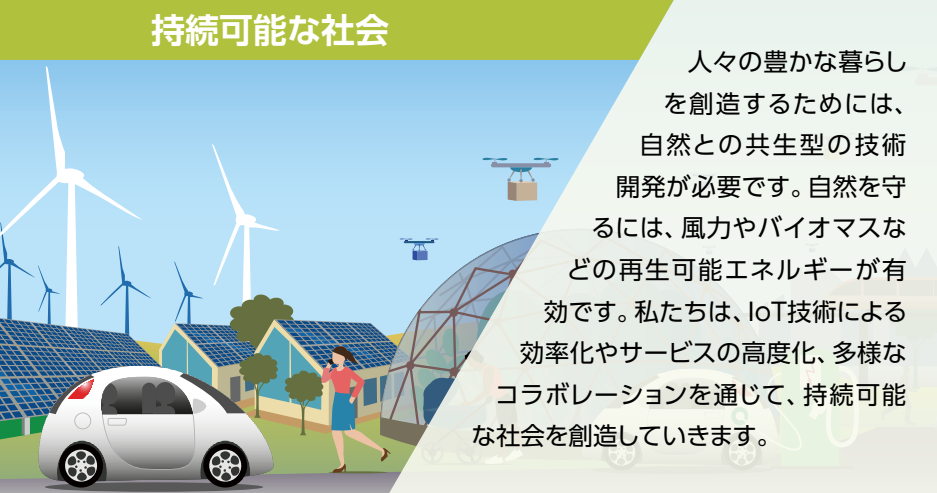 持続可能な社会
人々の豊かな暮らし
を創造するためには、
自然との共生型の技術
開発が必要です。自然を守
るには、風力やバイオマスな
どの再生可能エネルギーが有
効です。私たちは、IoT技術による
効率化やサービスの高度化、多様な
コラボレーションを通じて、持続可能
な社会を創造していきます。